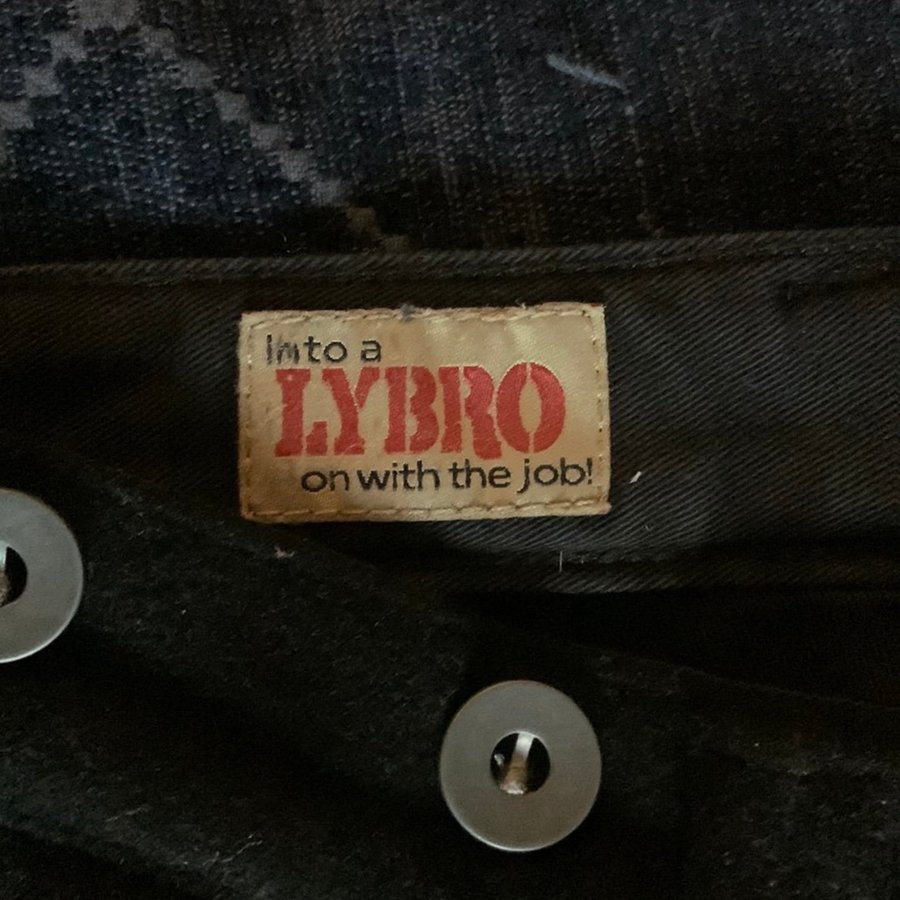 Into a
LYBRO
on with the job!